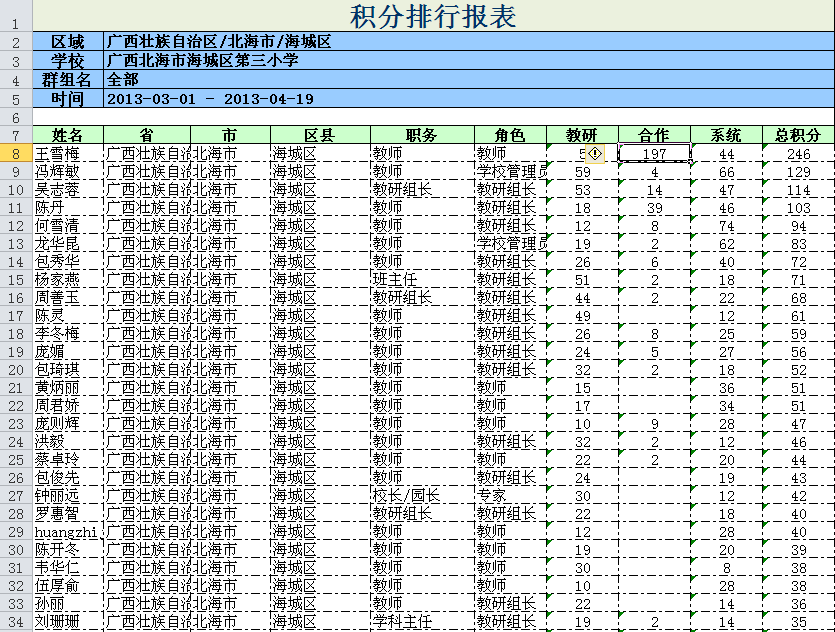 积分排行报表
1
2 区域 广西壮族自治区/北海市/海城区
3 学校 广西北海市海城区第三小学
4 群组名 全部
5 时间 2013-03-01 - 2013-04-19
6
7 姓名 省 市 区县 职务 角色 教研 合作 系统 总积分
8 王雪梅 广西壮族自治 北海市 海城区 教师 教师 5 197 44 246
9 冯辉敏 广西壮族自治 北海市 海城区 教师 学校管理员 59 4 66 129
10 吴志蓉 广西壮族自治 北海市 海城区 教研组长 教研组长 53 14 47 114
11 陈丹 广西壮族自治 北海市 海城区 教师 教研组长 18 39 46 103
12 何雪清 广西壮族自治 北海市 海城区 教师 教研组长 12 8 74 94
13 龙华昆 广西壮族自治 北海市 海城区 教师 学校管理员 19 2 62 83
14 包秀华 广西壮族自治 北海市 海城区 教师 教研组长 26 6 40 72
15 杨家燕 广西壮族自治 北海市 海城区 班主任 教研组长 51 2 18 71
16 周善玉 广西壮族自治 北海市 海城区 教研组长 教研组长 44 2 22 68
17 陈灵 广西壮族自治 北海市 海城区 教师 教师 49 12 61
18 李冬梅 广西壮族自治 北海市 海城区 教师 教研组长 26 8 25 59
19 庞媚 广西壮族自治 北海市 海城区 教师 教研组长 24 5 27 56
20 包琦琪 广西壮族自治 北海市 海城区 教师 教研组长 32 2 18 52
21 黄炳丽 广西壮族自治 北海市 海城区 教师 教师 15 36 51
22 周君娇 广西壮族自治 北海市 海城区 教师 教师 17 34 51
23 庞则辉 广西壮族自治 北海市 海城区 教师 教师 10 9 28 47
24 洪毅 广西壮族自治 北海市 海城区 教师 教研组长 32 2 12 46
25 蔡卓玲 广西壮族自治 北海市 海城区 教师 教师 22 2 20 44
26 包俊先 广西壮族自治 北海市 海城区 教师 教研组长 24 19 43
27 钟丽远 广西壮族自治 北海市 海城区 校长/园长 专家 30 12 42
28 罗惠智 广西壮族自治 北海市 海城区 教研组长 教研组长 22 18 40
29 huangzhi 广西壮族自治 北海市 海城区 教师 教师 12 28 40
30 陈开冬 广西壮族自治 北海市 海城区 教师 教师 19 20 39
31 韦华仁 广西壮族自治 北海市 海城区 教师 教师 30 8 38
32 伍厚俞 广西壮族自治 北海市 海城区 教师 教师 10 28 38
33 孙丽 广西壮族自治 北海市 海城区 教师 教研组长 22 14 36
34 刘珊珊 广西壮族自治 北海市 海城区 学科主任 教研组长 19 2 14 35